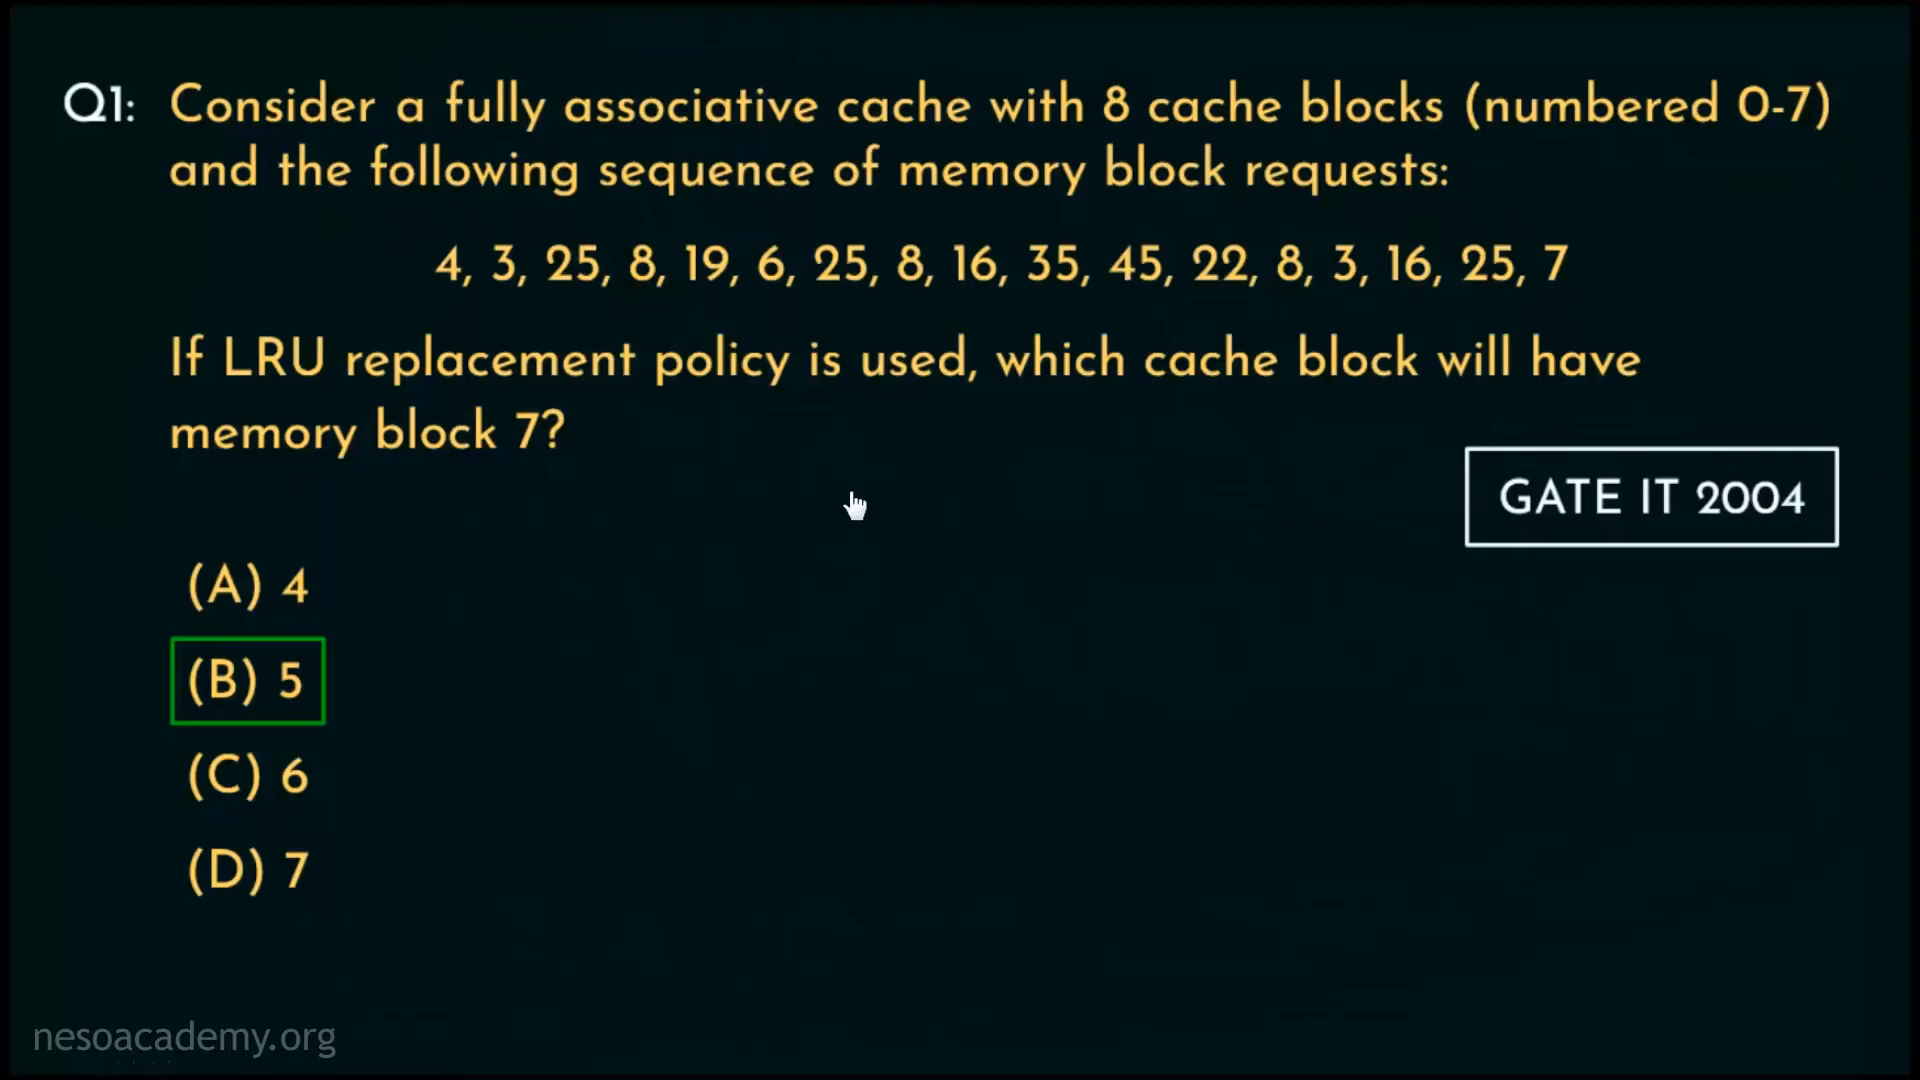 Q1: Consider a fully associative cache with 8 cache blocks (numbered 0-7)
and the following sequence of memory block requests:
4, 3, 25, 8, 19, 6, 25, 8, 16, 35, 45, 22, 8, 3, 16, 25, 7
If LRU replacement policy is used, which cache block will have
memory block 7?
GATE IT 2004
(A) 4
(B) 5
(C) 6
(D) 7
nesoacademy.org